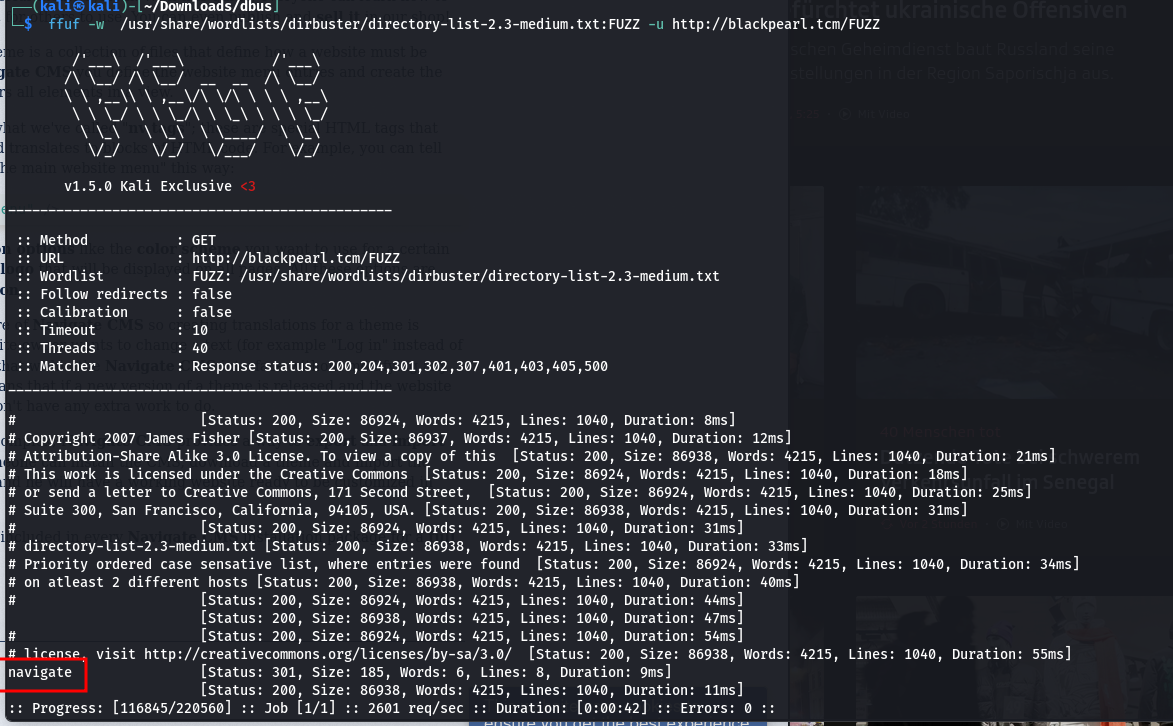 (kali㉿kali)-[~/Downloads/dbus]
$ ffuf -w /usr/share/wordlists/dirbuster/directory-list-2.3-medium.txt:FUZZ -u http://blackpearl.tcm/FUZZ
v1.5.0 Kali Exclusive <3
:: Method : GET
:: URL : http://blackpearl.tcm/FUZZ
:: Wordlist : FUZZ: /usr/share/wordlists/dirbuster/directory-list-2.3-medium.txt
:: Follow redirects : false
:: Calibration : false
:: Timeout : 10
:: Threads : 40
:: Matcher : Response status: 200,204,301,302,307,401,403,405,500
# [Status: 200, Size: 86924, Words: 4215, Lines: 1040, Duration: 8ms]
# Copyright 2007 James Fisher [Status: 200, Size: 86937, Words: 4215, Lines: 1040, Duration: 12ms]
# Attribution-Share Alike 3.0 License. To view a copy of this [Status: 200, Size: 86938, Words: 4215, Lines: 1040, Duration: 21ms]
# This work is licensed under the Creative Commons [Status: 200, Size: 86924, Words: 4215, Lines: 1040, Duration: 18ms]
# or send a letter to Creative Commons, 171 Second Street, [Status: 200, Size: 86924, Words: 4215, Lines: 1040, Duration: 25ms]
# Suite 300, San Francisco, California, 94105, USA. [Status: 200, Size: 86938, Words: 4215, Lines: 1040, Duration: 31ms]
# [Status: 200, Size: 86924, Words: 4215, Lines: 1040, Duration: 31ms]
# directory-list-2.3-medium.txt [Status: 200, Size: 86938, Words: 4215, Lines: 1040, Duration: 33ms]
# Priority ordered case sensative list, where entries were found [Status: 200, Size: 86924, Words: 4215, Lines: 1040, Duration: 34ms]
# on atleast 2 different hosts [Status: 200, Size: 86938, Words: 4215, Lines: 1040, Duration: 40ms]
# [Status: 200, Size: 86924, Words: 4215, Lines: 1040, Duration: 44ms]
[Status: 200, Size: 86938, Words: 4215, Lines: 1040, Duration: 47ms]
# [Status: 200, Size: 86924, Words: 4215, Lines: 1040, Duration: 54ms]
# license, visit http://creativecommons.org/licenses/by-sa/3.0/ [Status: 200, Size: 86938, Words: 4215, Lines: 1040, Duration: 55ms]
navigate [Status: 301, Size: 185, Words: 6, Lines: 8, Duration: 9ms]
[Status: 200, Size: 86938, Words: 4215, Lines: 1040, Duration: 11ms]
:: Progress: [116845/220560] :: Job [1/1] :: 2601 req/sec :: Duration: [0:00:42] :: Errors: 0 ::
fürchtet ukrainische Offensiven
schen Geheimdienst baut Russland seine
stellungen in der Region Saporischja aus.
Mit Video